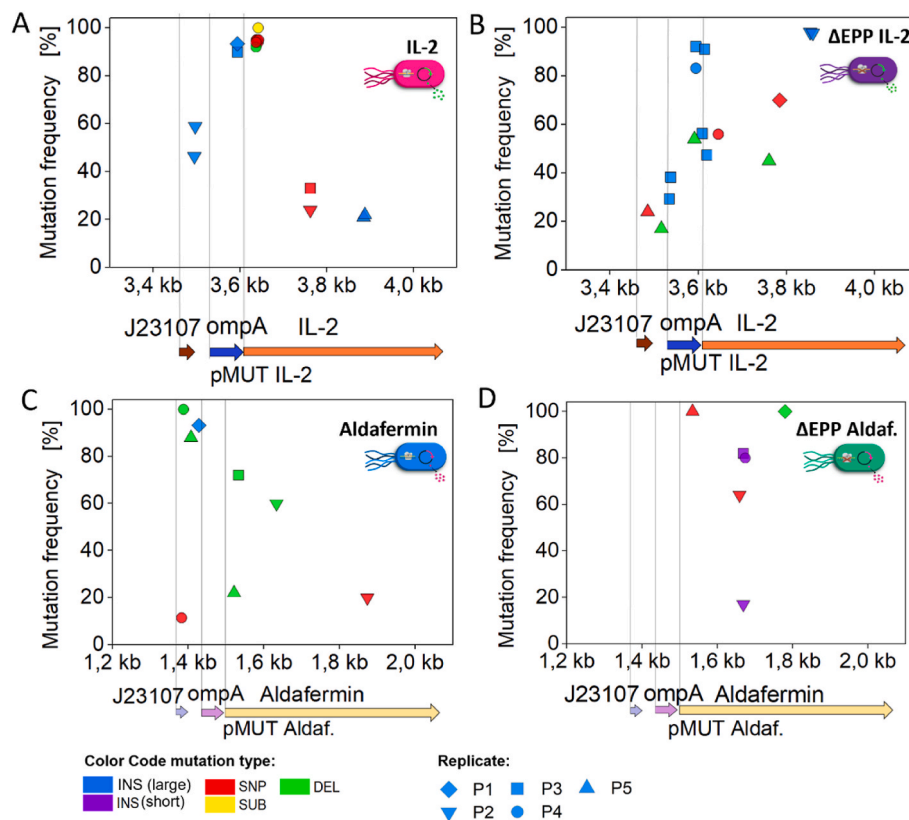 A
Mutation frequency [%]
100
80
60
40
20
0
IL-2
3,4 kb 3,6 kb 3,8 kb 4,0 kb
J23107 ompA IL-2
pMUT IL-2
B
Mutation frequency [%]
100
80
60
40
20
0
ΔEPP IL-2
3,4 kb 3,6 kb 3,8 kb 4,0 kb
J23107 ompA IL-2
pMUT IL-2
C
Mutation frequency [%]
100
80
60
40
20
0
Aldafermin
1,2 kb 1,4 kb 1,6 kb 1,8 kb 2,0 kb
J23107 ompA Aldafermin
pMUT Aldaf.
D
Mutation frequency [%]
100
80
60
40
20
0
ΔEPP Aldaf.
1,2 kb 1,4 kb 1,6 kb 1,8 kb 2,0 kb
J23107 ompA Aldafermin
pMUT Aldaf.
Color Code mutation type:
INS (large) SNP DEL
INS (short) SUB
Replicate:
P1 P3 P5
P2 P4